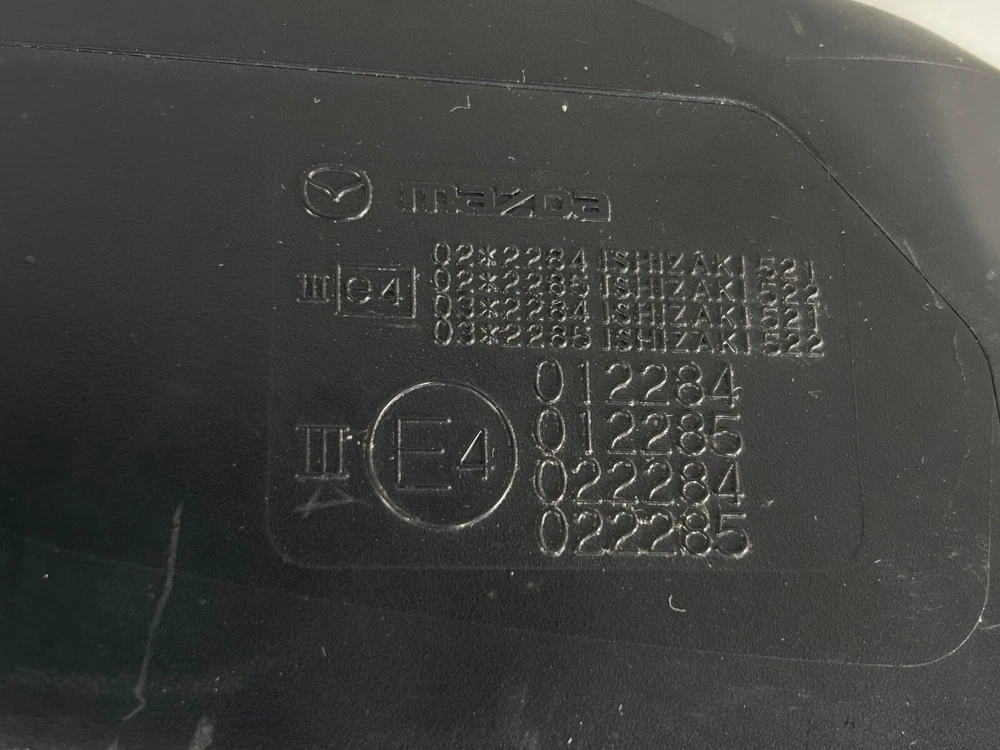 mazda
III e4
02*2284 ISHIZAKI 521
02*2285 ISHIZAKI 522
03*2284 ISHIZAKI 521
03*2285 ISHIZAKI 522
III E4
012284
012285
022284
022285